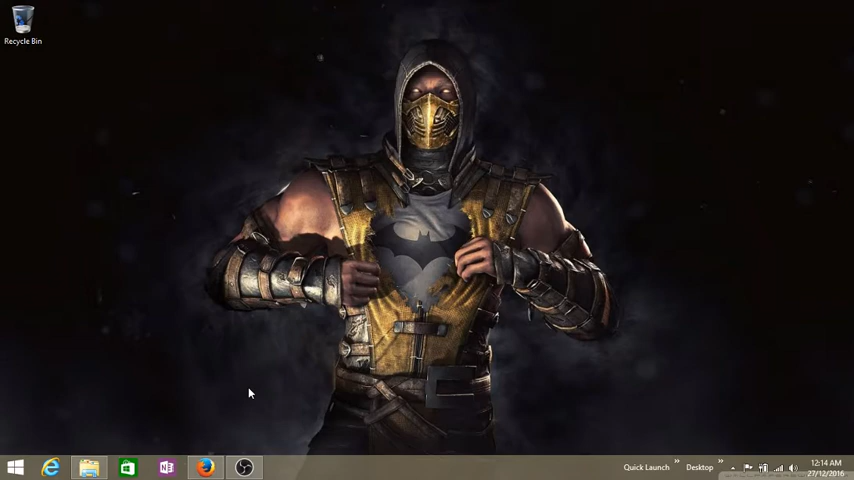 Recycle Bin
Quick Launch
Desktop
12:14 AM
27/12/2016